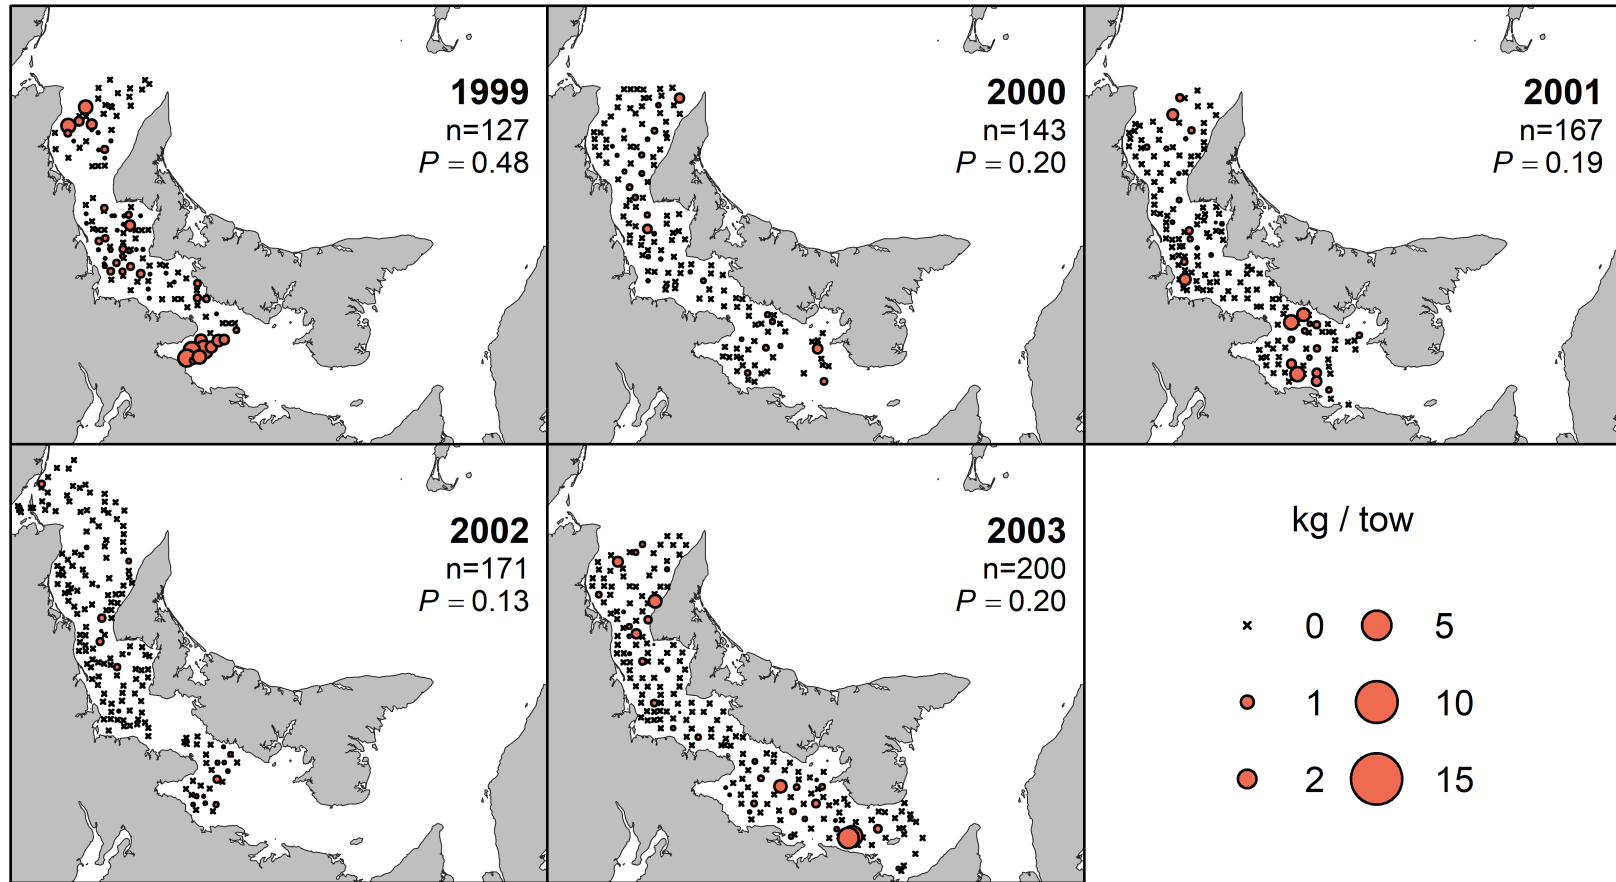 1999
n=127
P = 0.48
2000
n=143
P = 0.20
2001
n=167
P = 0.19
2002
n=171
P = 0.13
2003
n=200
P = 0.20
kg / tow
0 5
1 10
2 15